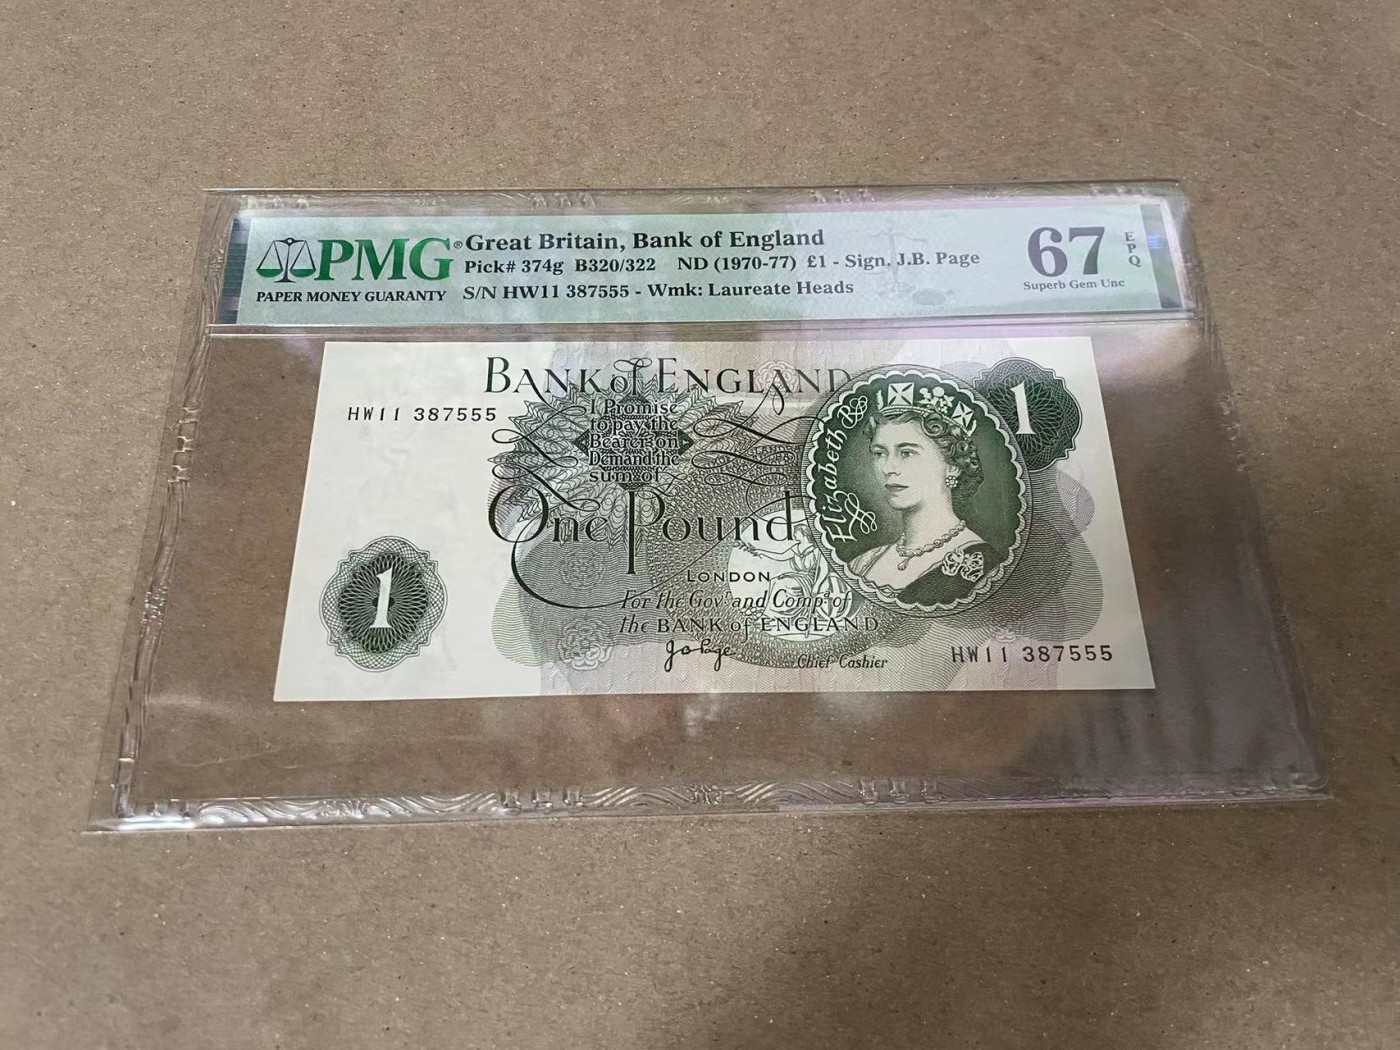 PMG® Great Britain, Bank of England
Pick# 374g B320/322 ND (1970-77) £1 - Sign. J.B. Page
PAPER MONEY GUARANTY S/N HW11 387555 - Wmk: Laureate Heads
67 EPQ
Superb Gem Unc
BANK of ENGLAND
HW11 387555
I Promise
to pay the
Bearer on
Demand the
sum of
One Pound
Elizabeth R
1
1
LONDON
For the Govr. and Compa. of
the BANK of ENGLAND
Chief Cashier
HW11 387555